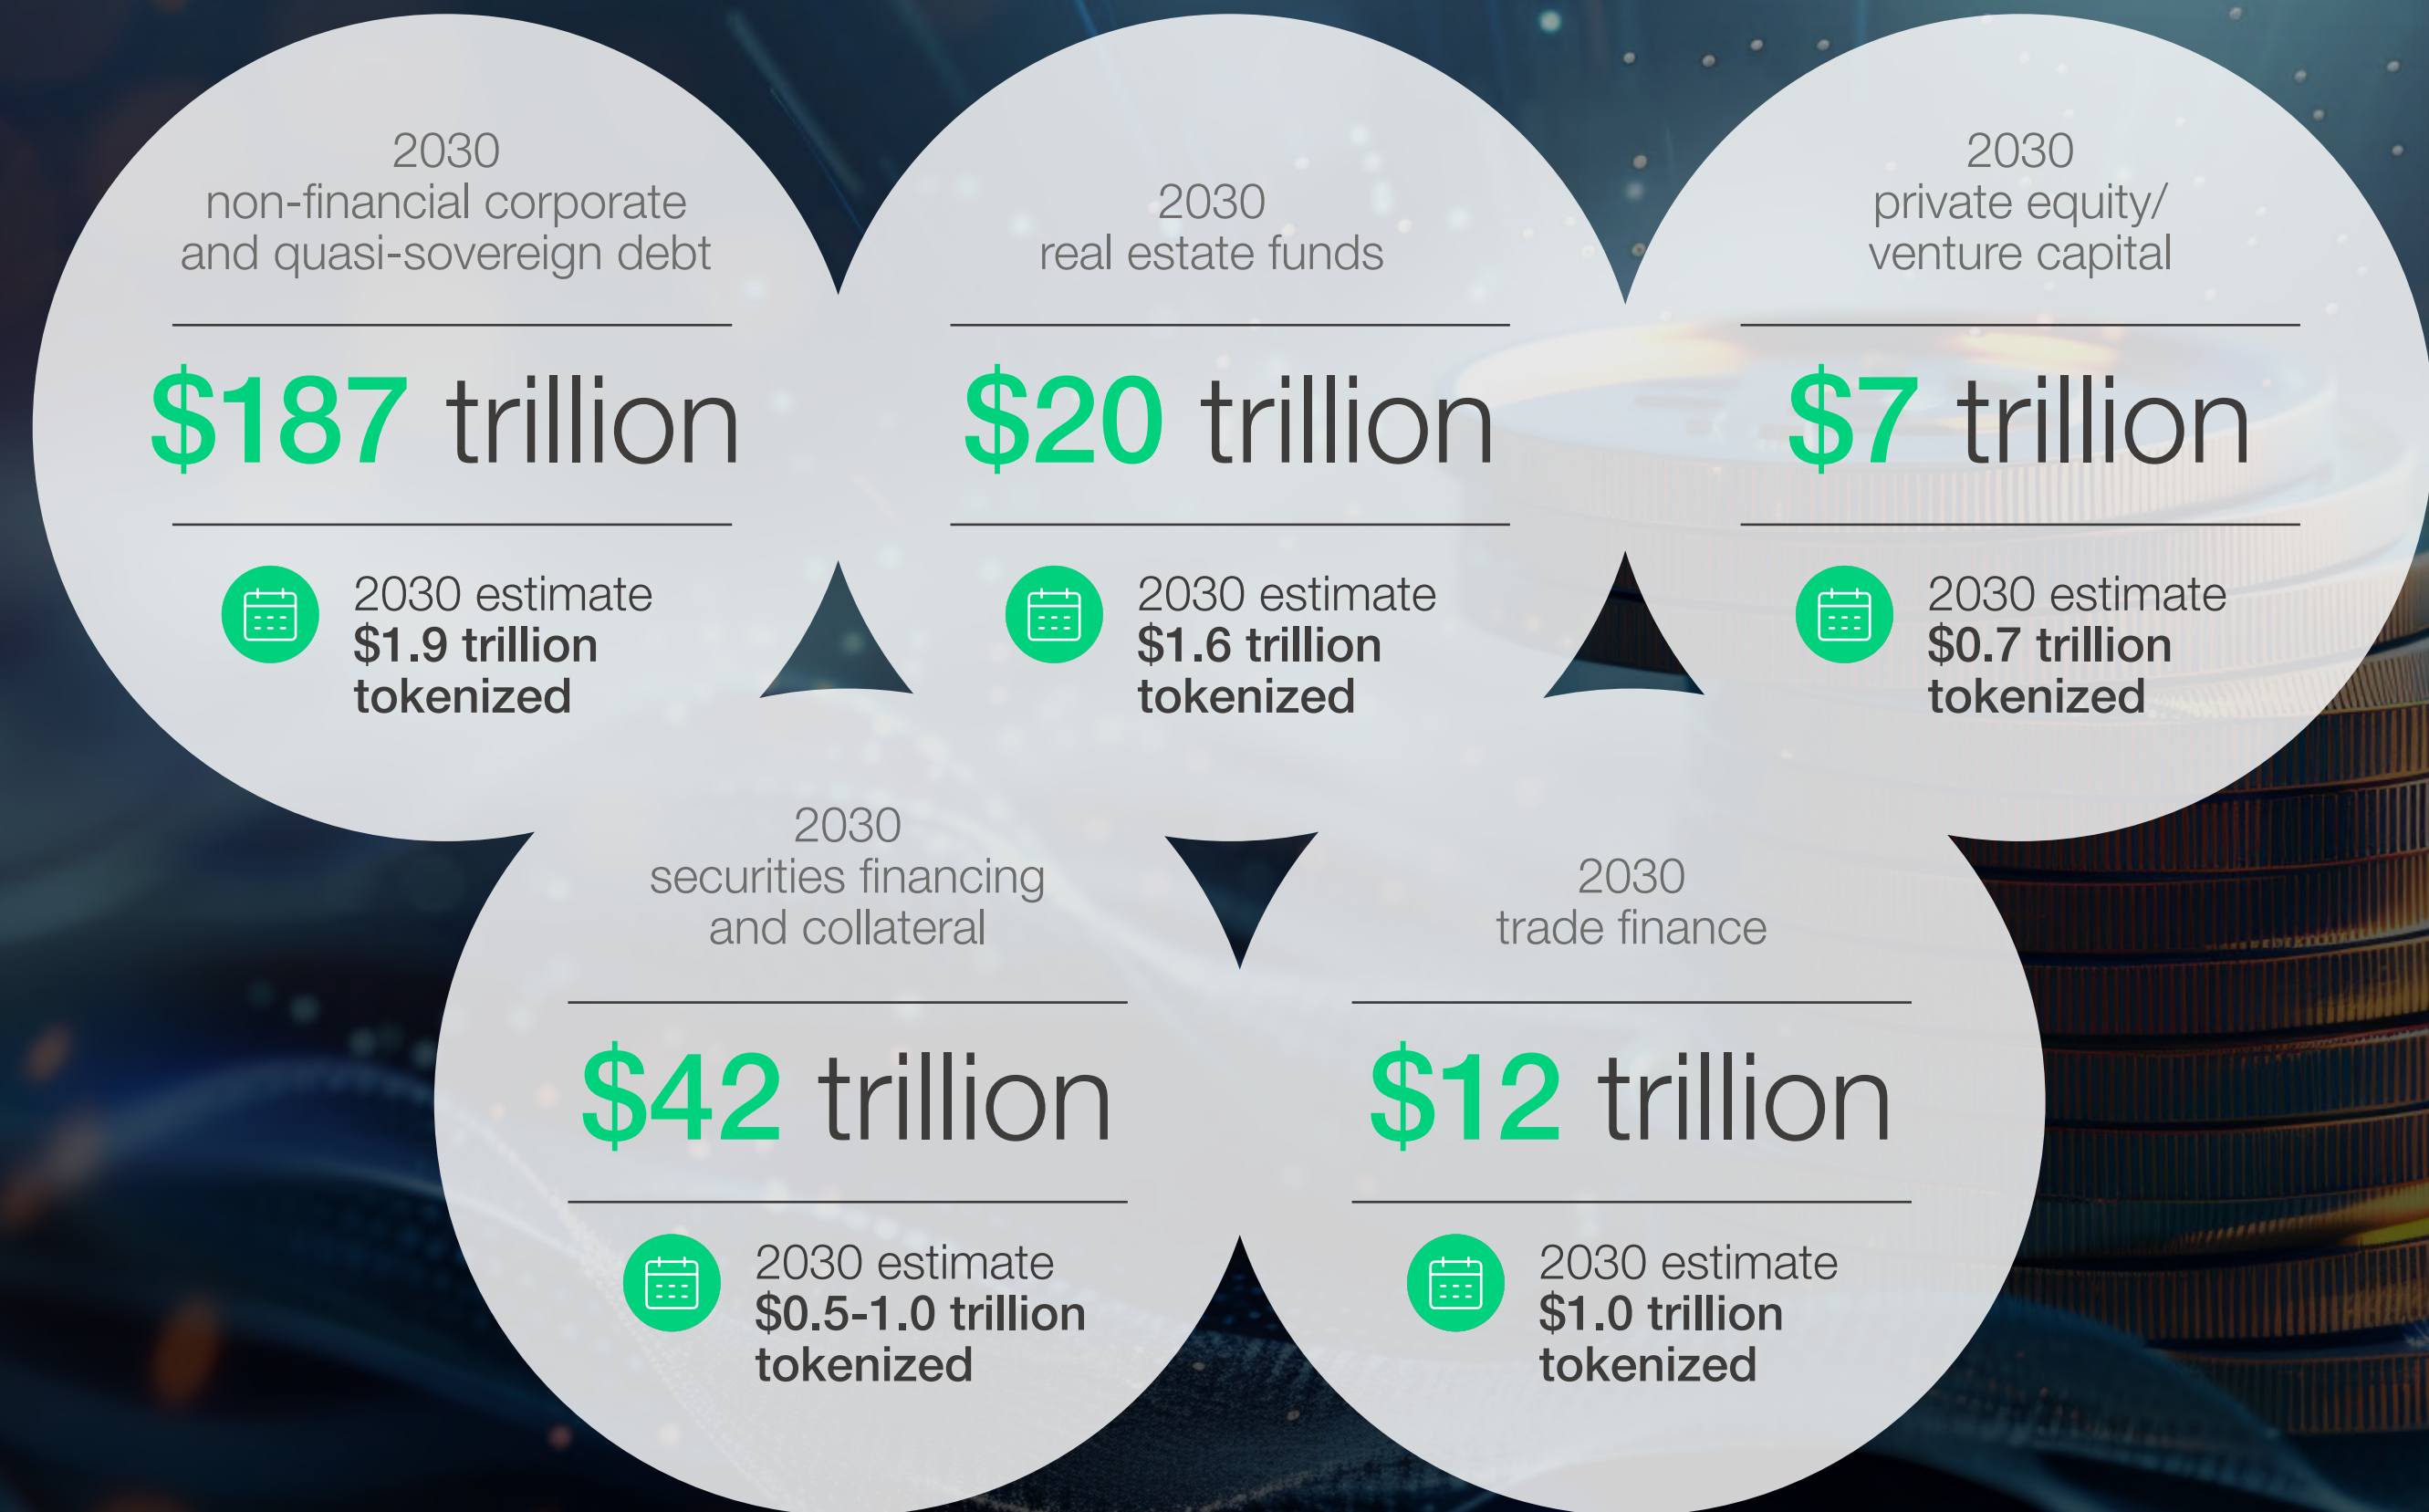 2030
non-financial corporate
and quasi-sovereign debt
$187 trillion
2030 estimate
$1.9 trillion
tokenized
2030
real estate funds
$20 trillion
2030 estimate
$1.6 trillion
tokenized
2030
private equity/
venture capital
$7 trillion
2030 estimate
$0.7 trillion
tokenized
2030
securities financing
and collateral
$42 trillion
2030 estimate
$0.5-1.0 trillion
tokenized
2030
trade finance
$12 trillion
2030 estimate
$1.0 trillion
tokenized